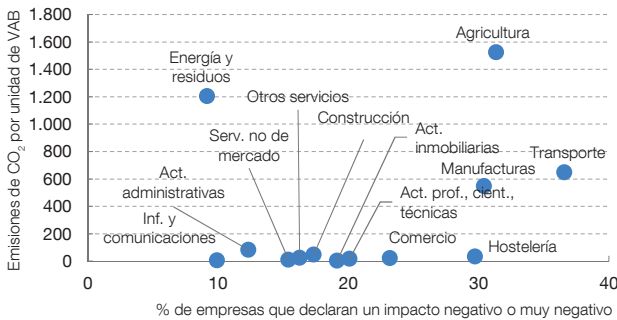 Emisiones de CO2 por unidad de VAB
1.800
1.600
1.400
1.200
1.000
800
600
400
200
0
Agricultura
Energía y
residuos
Otros servicios
Construcción
Serv. no de
mercado
Act.
inmobiliarias
Transporte
Manufacturas
Act.
administrativas
Act. prof., cient.,
técnicas
Inf. y
comunicaciones
Comercio
Hostelería
0
10
20
30
40
% de empresas que declaran un impacto negativo o muy negativo